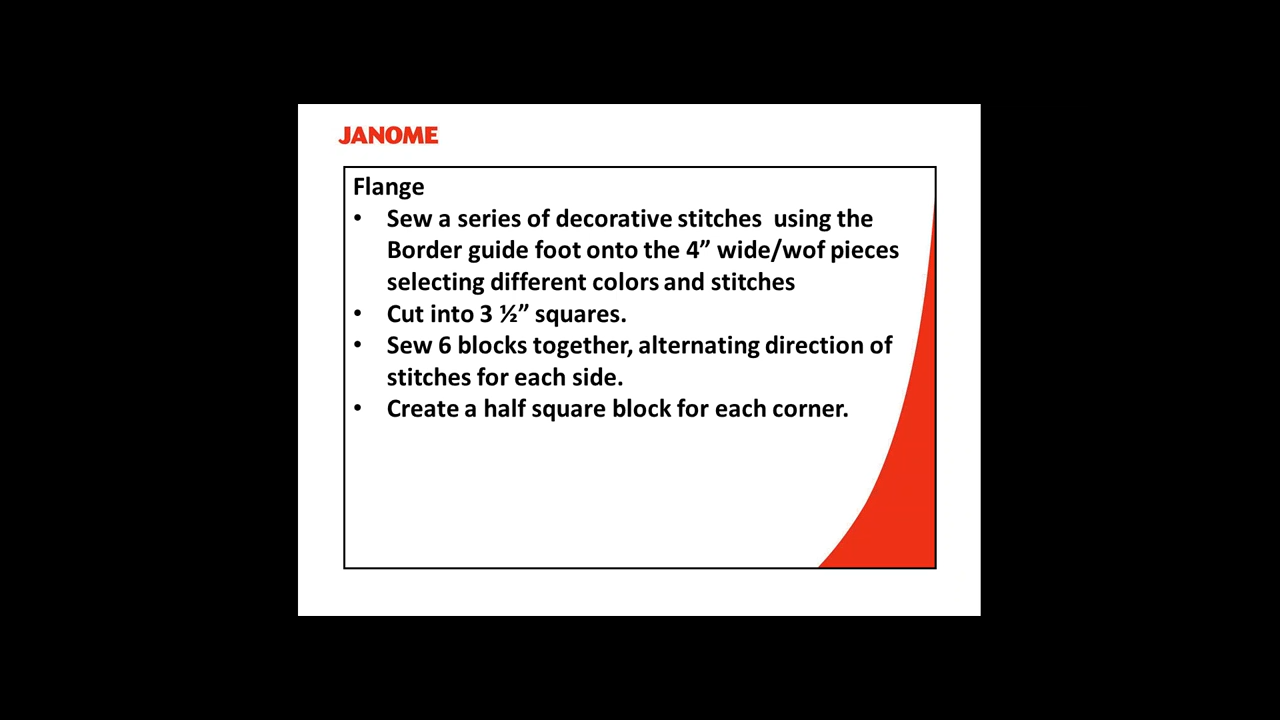 JANOME
Flange
• Sew a series of decorative stitches  using the
Border guide foot onto the 4” wide/wof pieces
selecting different colors and stitches
• Cut into 3 ½” squares.
• Sew 6 blocks together, alternating direction of
stitches for each side.
• Create a half square block for each corner.